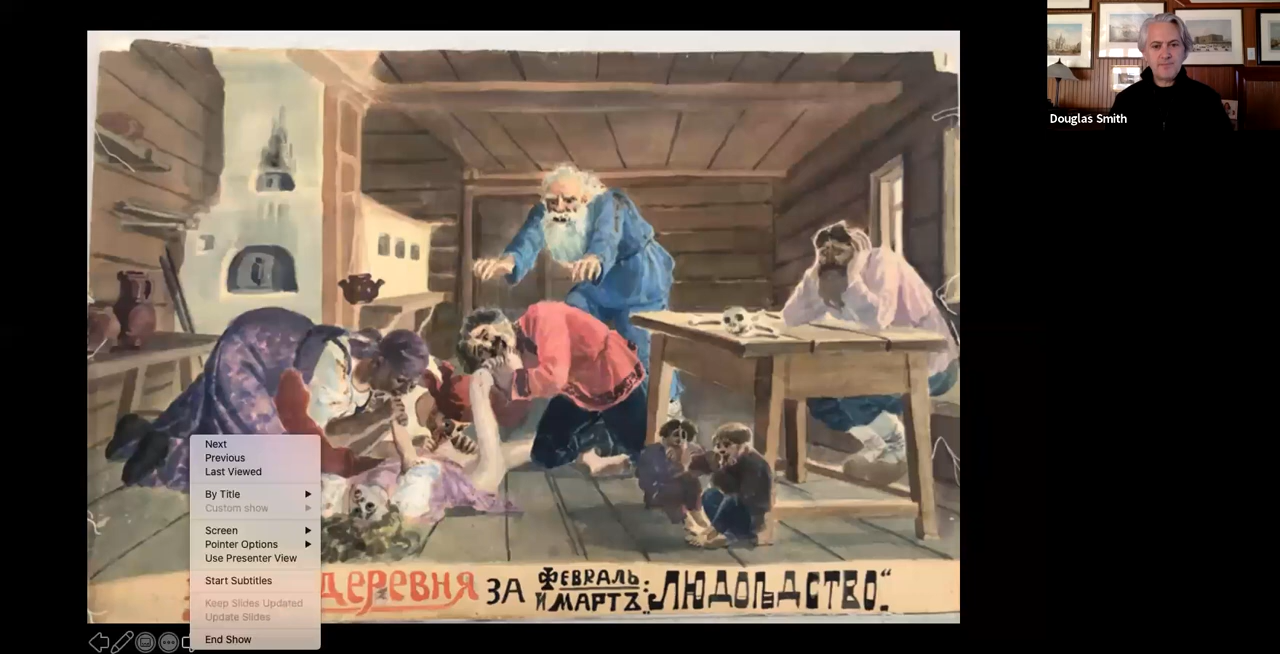 Douglas Smith
Next
Previous
Last Viewed
By Title
Custom show
Screen
Pointer Options
Use Presenter View
Start Subtitles
Keep Slides Updated
Update Slides
End Show
деревня за февраль и мартъ: „людоѣдство“